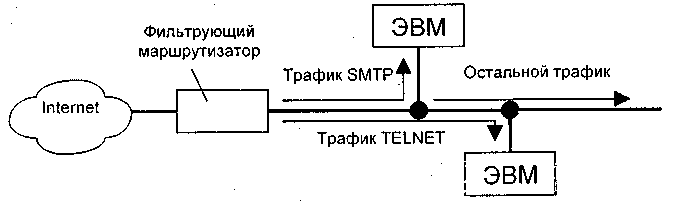 Фильтрующий
маршрутизатор
ЭВМ
Трафик SMTP
Остальной трафик
Internet
Трафик TELNET
ЭВМ